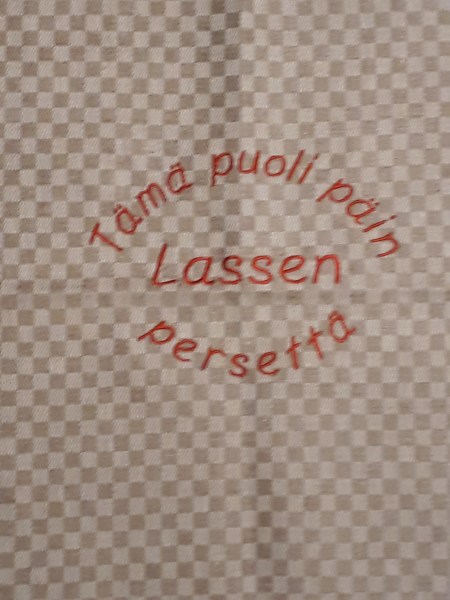 Tämä puoli päin
Lassen
persettä